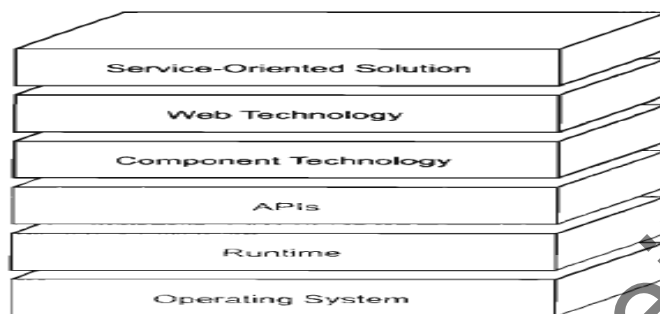 Service-Oriented Solution
Web Technology
Component Technology
APIs
Runtime
Operating System